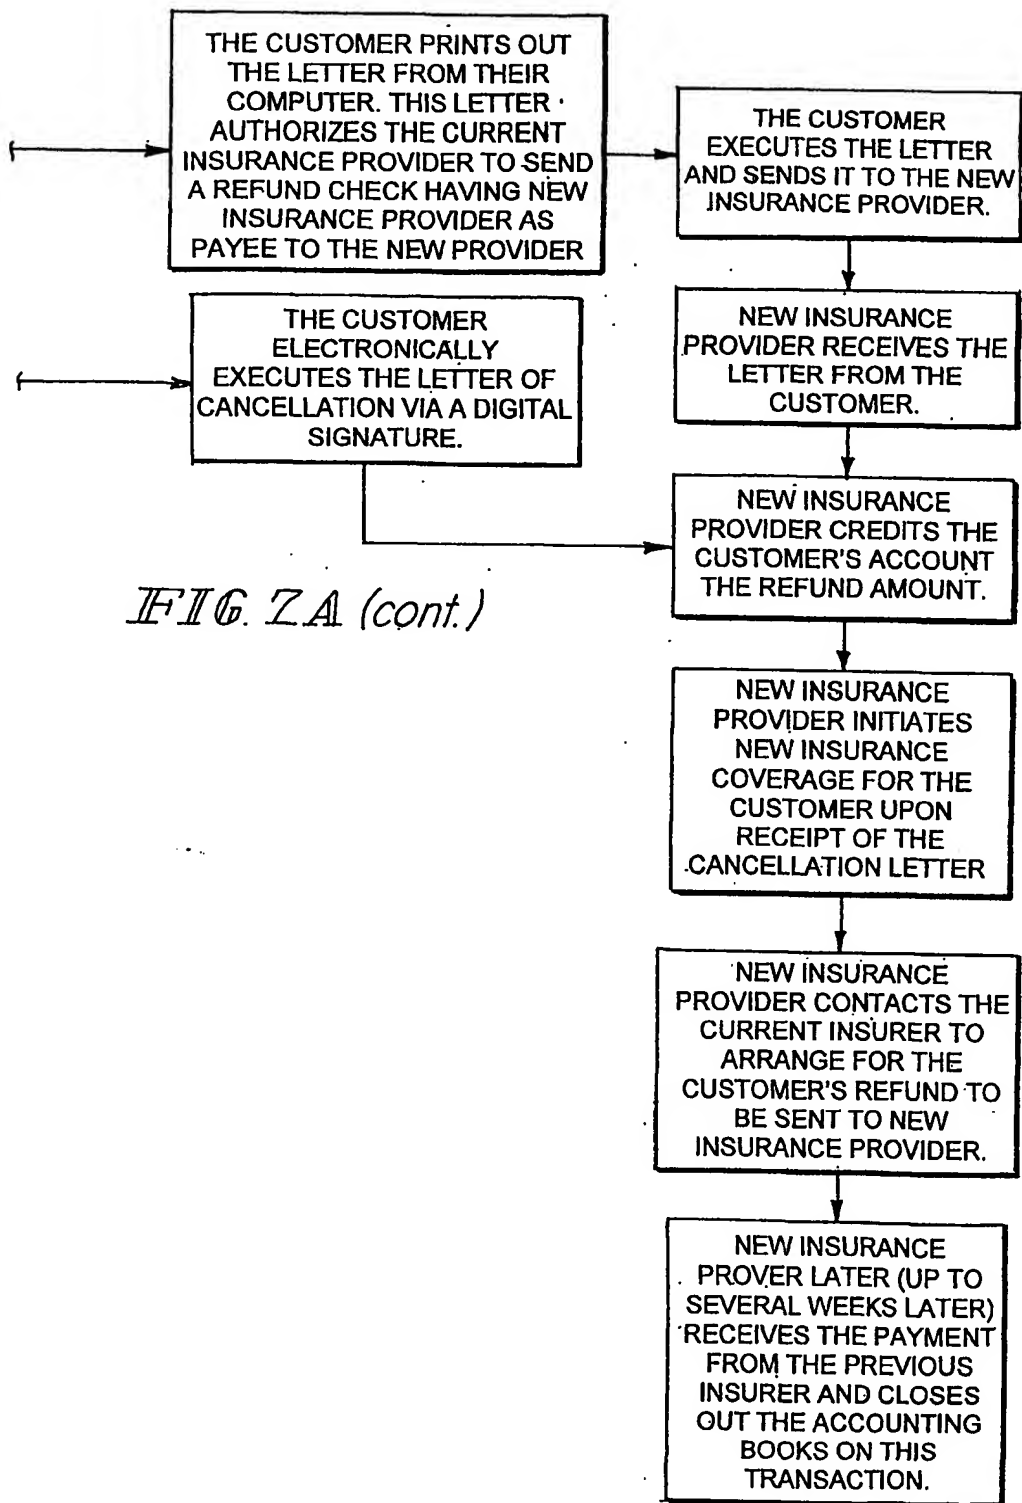 THE CUSTOMER PRINTS OUT
THE LETTER FROM THEIR
COMPUTER. THIS LETTER
AUTHORIZES THE CURRENT
INSURANCE PROVIDER TO SEND
A REFUND CHECK HAVING NEW
INSURANCE PROVIDER AS
PAYEE TO THE NEW PROVIDER
THE CUSTOMER
EXECUTES THE LETTER
AND SENDS IT TO THE NEW
INSURANCE PROVIDER.
THE CUSTOMER
ELECTRONICALLY
EXECUTES THE LETTER OF
CANCELLATION VIA A DIGITAL
SIGNATURE.
NEW INSURANCE
PROVIDER RECEIVES THE
LETTER FROM THE
CUSTOMER.
NEW INSURANCE
PROVIDER CREDITS THE
CUSTOMER'S ACCOUNT
THE REFUND AMOUNT.
FIG. 7A (cont.)
NEW INSURANCE
PROVIDER INITIATES
NEW INSURANCE
COVERAGE FOR THE
CUSTOMER UPON
RECEIPT OF THE
CANCELLATION LETTER
NEW INSURANCE
PROVIDER CONTACTS THE
CURRENT INSURER TO
ARRANGE FOR THE
CUSTOMER'S REFUND TO
BE SENT TO NEW
INSURANCE PROVIDER.
NEW INSURANCE
PROVER LATER (UP TO
SEVERAL WEEKS LATER)
RECEIVES THE PAYMENT
FROM THE PREVIOUS
INSURER AND CLOSES
OUT THE ACCOUNTING
BOOKS ON THIS
TRANSACTION.